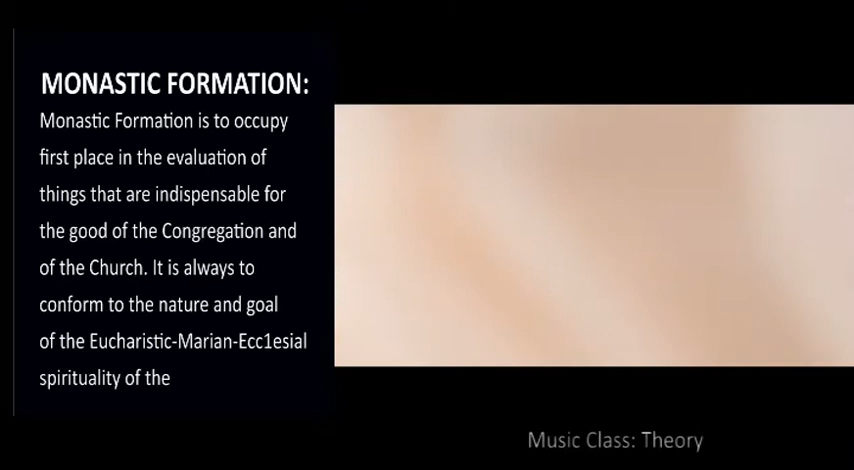 MONASTIC FORMATION:
Monastic Formation is to occupy
first place in the evaluation of
things that are indispensable for
the good of the Congregation and
of the Church. It is always to
conform to the nature and goal
of the Eucharistic-Marian-Ecc1esial
spirituality of the
Music Class: Theory